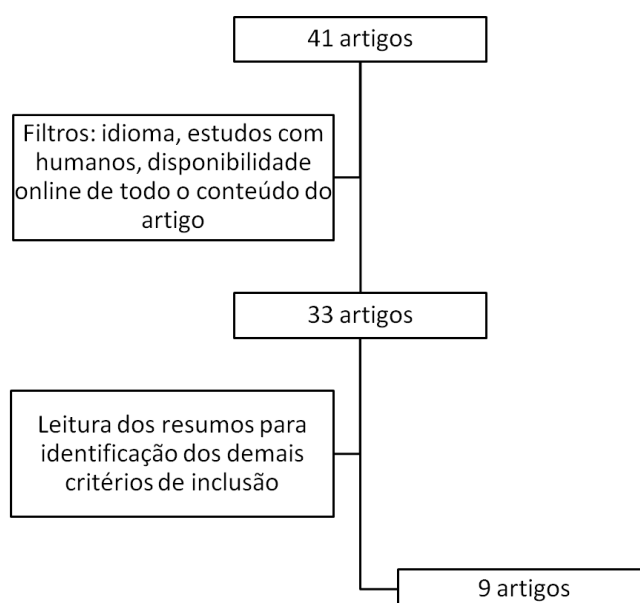 41 artigos
Filtros: idioma, estudos com
humanos, disponibilidade
online de todo o conteúdo do
artigo
33 artigos
Leitura dos resumos para
identificação dos demais
critérios de inclusão
9 artigos